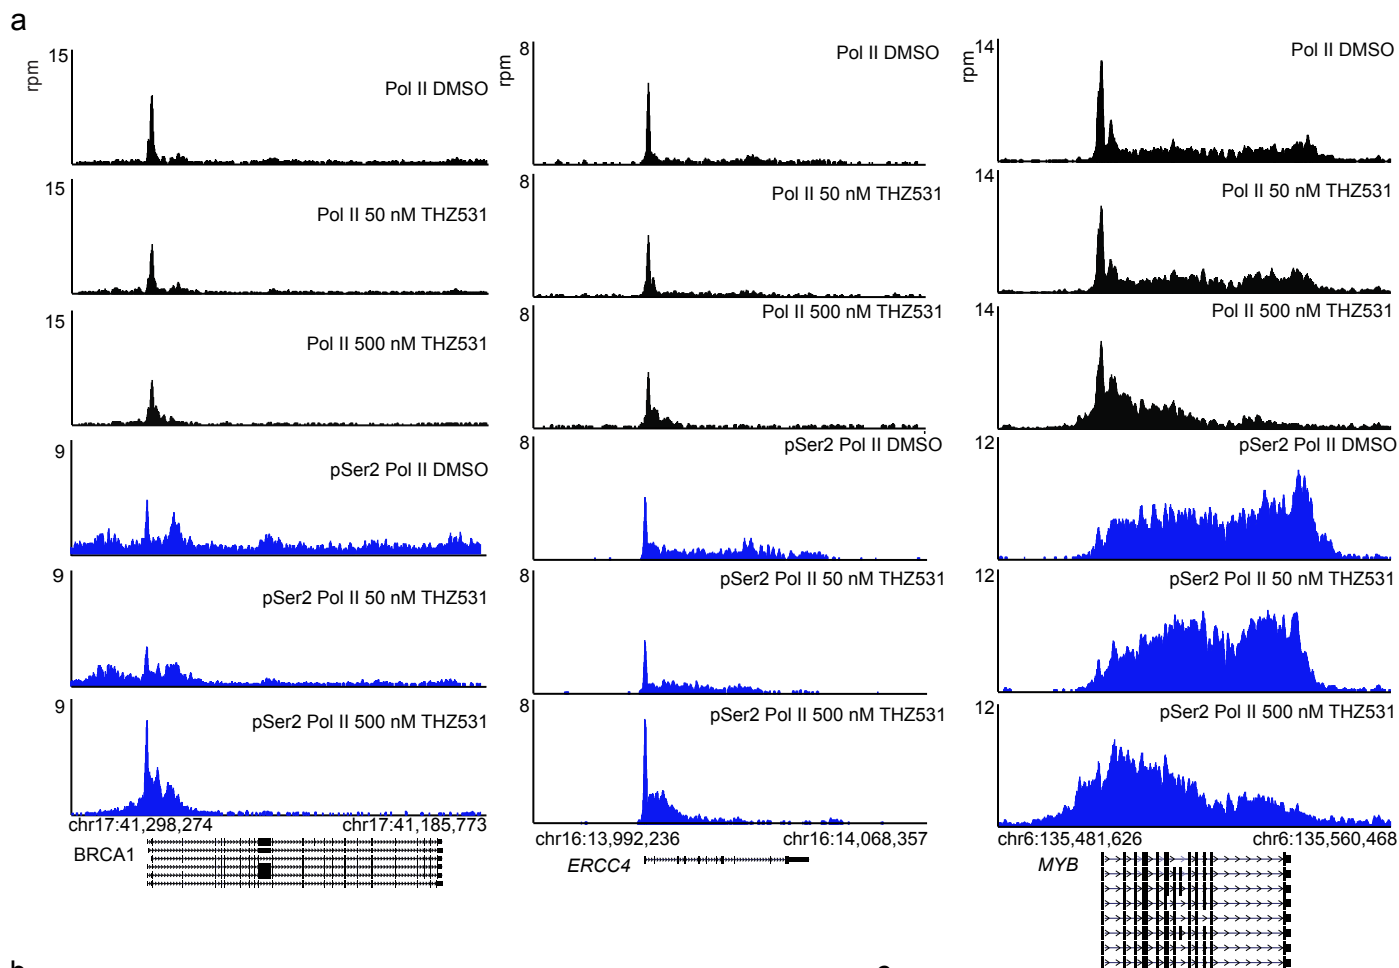 a
15
rpm
Pol II DMSO
15
Pol II 50 nM THZ531
15
Pol II 500 nM THZ531
9
pSer2 Pol II DMSO
9
pSer2 Pol II 50 nM THZ531
9
pSer2 Pol II 500 nM THZ531
chr17:41,298,274 chr17:41,185,773
BRCA1
8
rpm
Pol II DMSO
8
Pol II 50 nM THZ531
8
Pol II 500 nM THZ531
8
pSer2 Pol II DMSO
8
pSer2 Pol II 50 nM THZ531
8
pSer2 Pol II 500 nM THZ531
chr16:13,992,236 chr16:14,068,357
ERCC4
14
rpm
Pol II DMSO
14
Pol II 50 nM THZ531
14
Pol II 500 nM THZ531
12
pSer2 Pol II DMSO
12
pSer2 Pol II 50 nM THZ531
12
pSer2 Pol II 500 nM THZ531
chr6:135,481,626 chr6:135,560,468
MYB